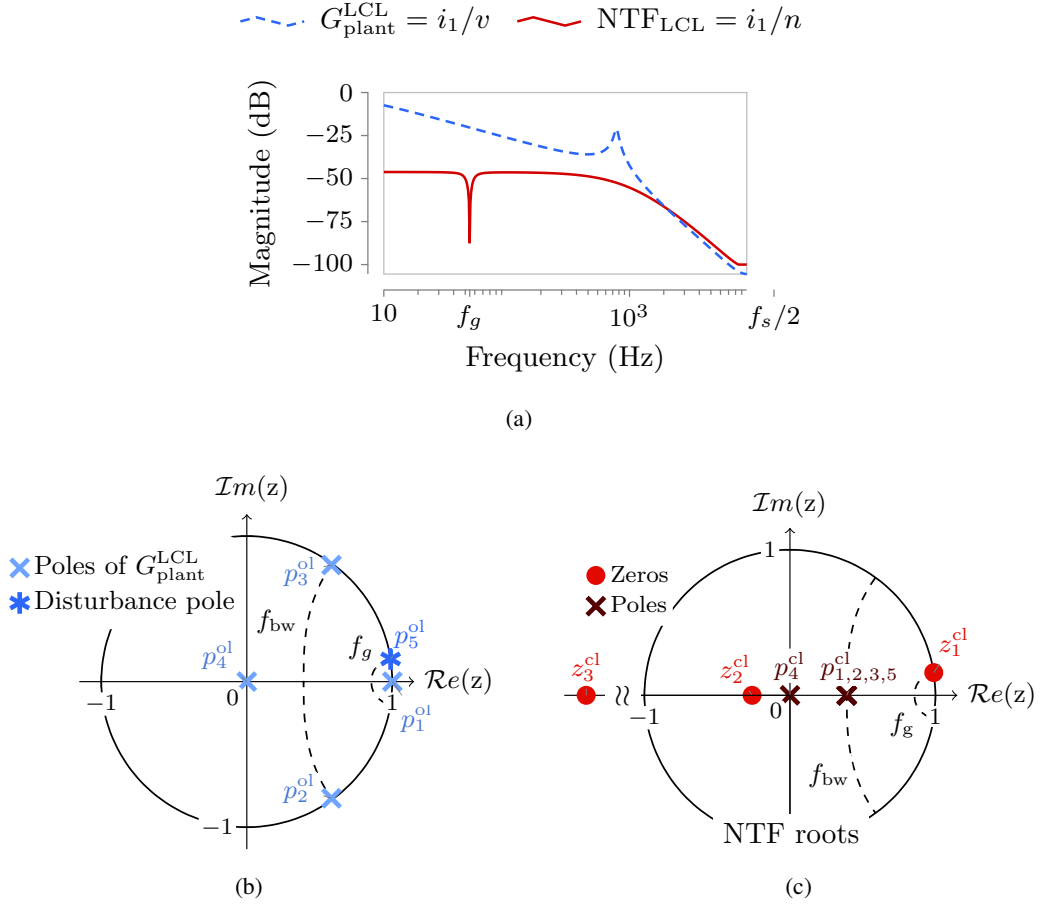 G_plant^LCL = i_1/v   NTF_LCL = i_1/n
Magnitude (dB)
0
−25
−50
−75
−100
10   f_g   10^3   f_s/2
Frequency (Hz)
(a)
Im(z)
Poles of G_plant^LCL
Disturbance pole
p_3^ol
f_bw
p_5^ol
f_g
p_4^ol
Re(z)
−1
0
1
p_1^ol
p_2^ol
−1
(b)
Im(z)
1
Zeros
Poles
z_3^cl
z_2^cl
p_4^cl
p_1,2,3,5^cl
z_1^cl
Re(z)
−1
0
1
f_g
f_bw
NTF roots
(c)